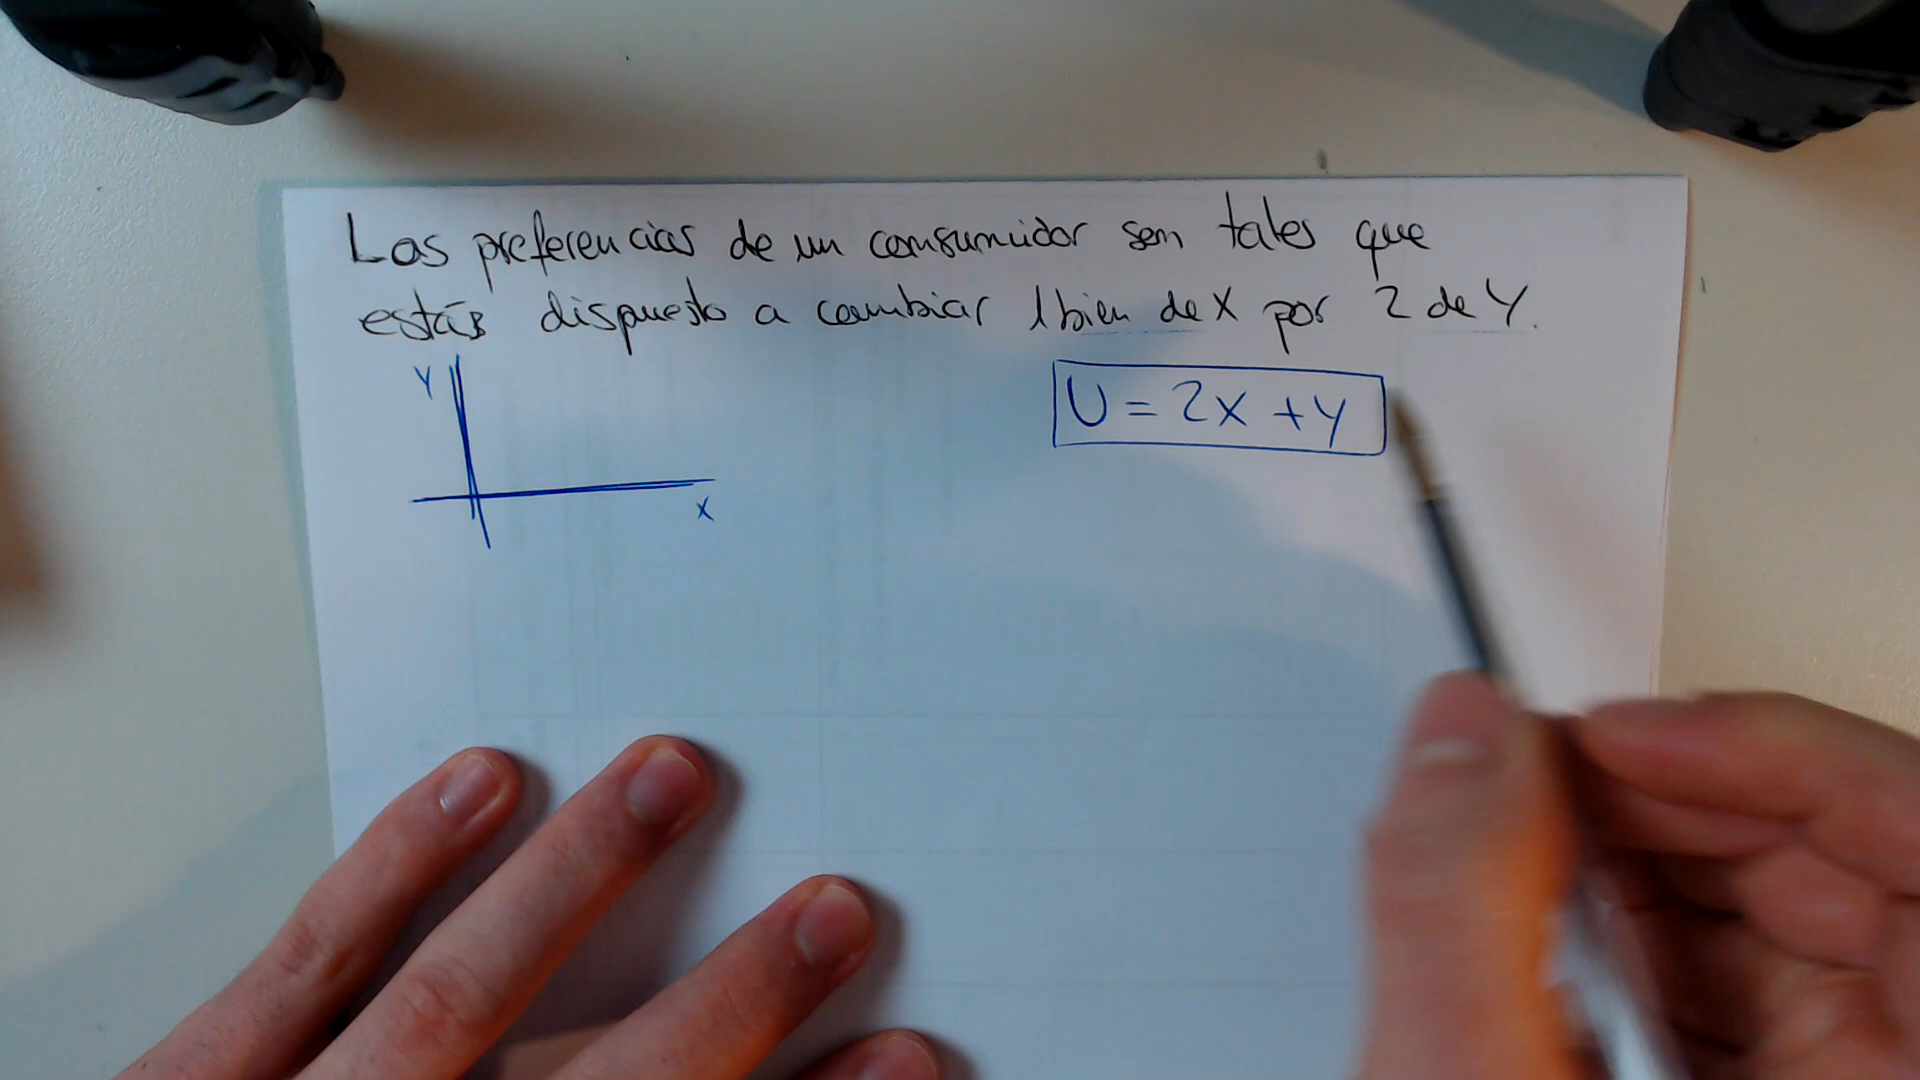 Las preferencias de un consumidor son tales que
estás dispuesto a cambiar 1 bien de X por 2 de Y.
Y
U = 2x + y
X